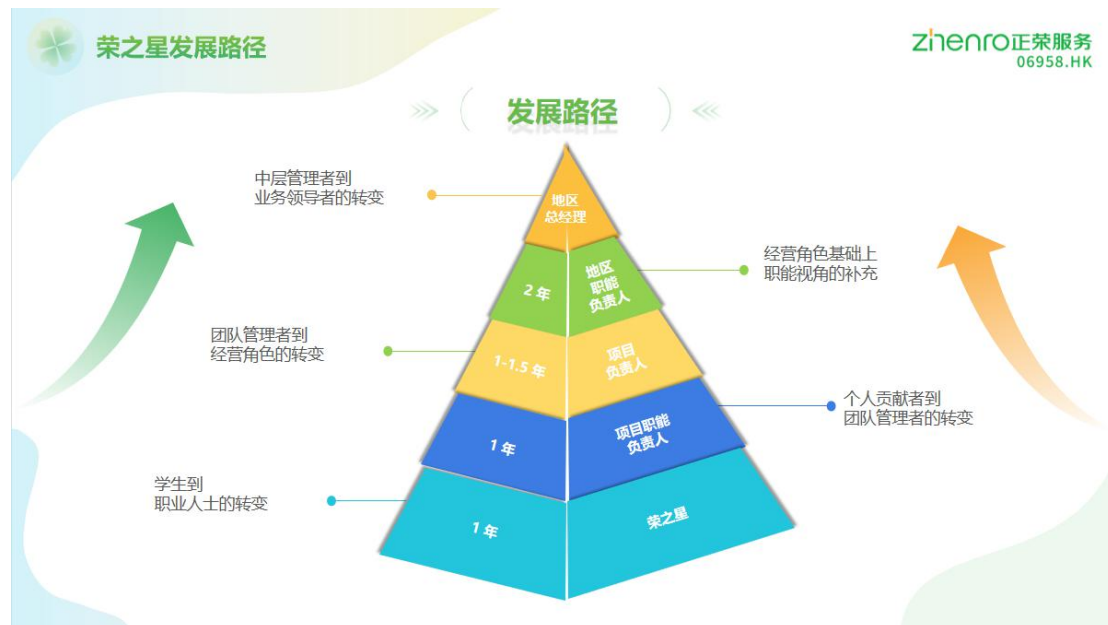 荣之星发展路径
zhenro正荣服务
06958.HK
发展路径
中层管理者到
业务领导者的转变
地区
总经理
经营角色基础上
职能视角的补充
2 年
地区
职能
负责人
团队管理者到
经营角色的转变
1-1.5 年
项目
负责人
个人贡献者到
团队管理者的转变
1 年
项目职能
负责人
学生到
职业人士的转变
1 年
荣之星